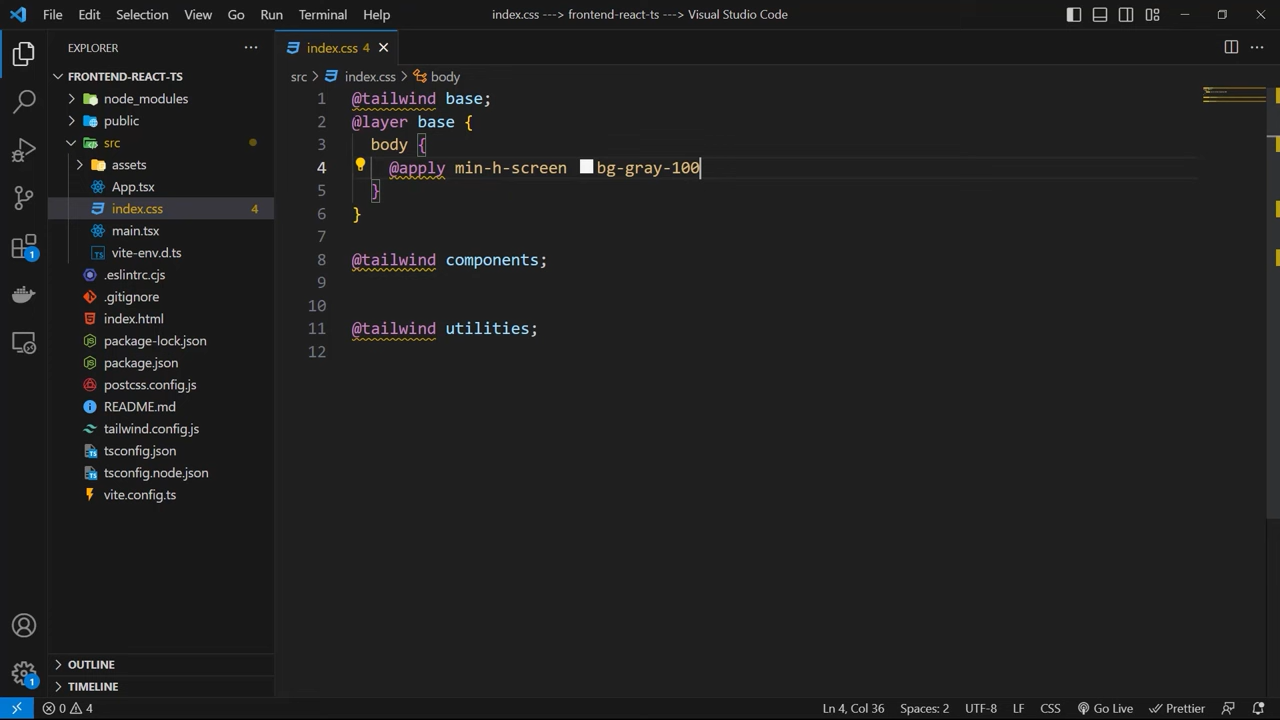 File Edit Selection View Go Run Terminal Help
index.css ---> frontend-react-ts ---> Visual Studio Code
EXPLORER
FRONTEND-REACT-TS
node_modules
public
src
assets
App.tsx
index.css 4
main.tsx
vite-env.d.ts
.eslintrc.cjs
.gitignore
index.html
package-lock.json
package.json
postcss.config.js
README.md
tailwind.config.js
tsconfig.json
tsconfig.node.json
vite.config.ts
OUTLINE
TIMELINE
1
1
index.css 4
src > index.css > body
1 @tailwind base;
2 @layer base {
3 body {
4 @apply min-h-screen bg-gray-100
5 }
6 }
7
8 @tailwind components;
9
10
11 @tailwind utilities;
12
0 4
Ln 4, Col 36 Spaces: 2 UTF-8 LF CSS Go Live Prettier